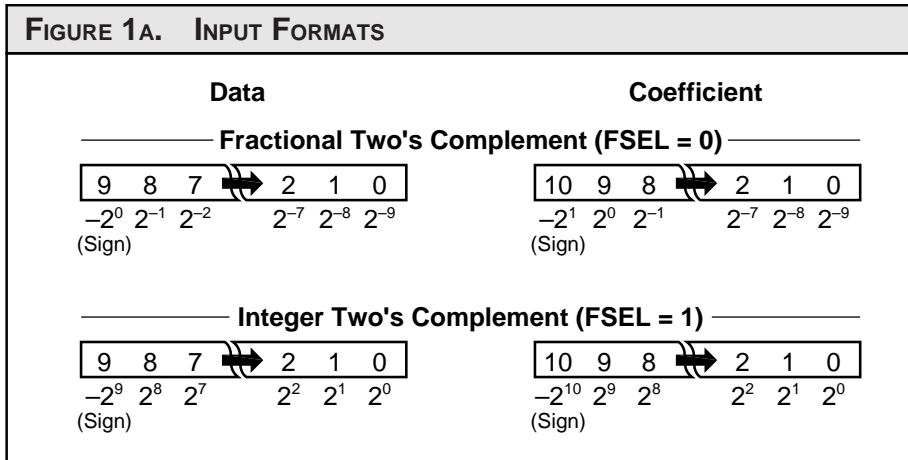 FIGURE 1A. INPUT FORMATS
Data Coefficient
Fractional Two's Complement (FSEL = 0)
9 8 7 2 1 0 10 9 8 2 1 0
–2⁰ 2⁻¹ 2⁻² 2⁻⁷ 2⁻⁸ 2⁻⁹ –2¹ 2⁰ 2⁻¹ 2⁻⁷ 2⁻⁸ 2⁻⁹
(Sign) (Sign)
Integer Two's Complement (FSEL = 1)
9 8 7 2 1 0 10 9 8 2 1 0
–2⁹ 2⁸ 2⁷ 2² 2¹ 2⁰ –2¹⁰ 2⁹ 2⁸ 2² 2¹ 2⁰
(Sign) (Sign)